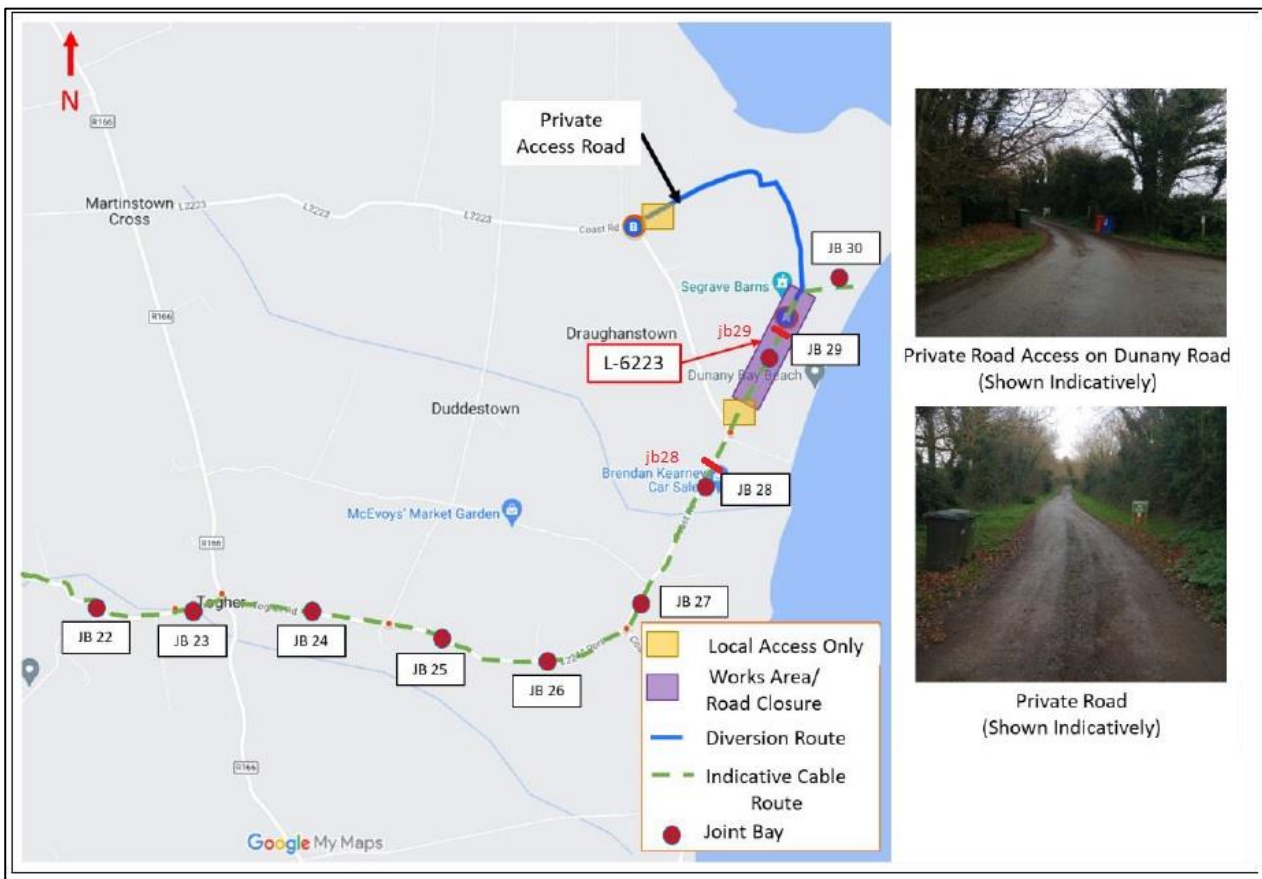 N
R166
Private
Access Road
Martinstown
Cross
L2223
L2223
L2223
Coast Rd
B
JB 30
Segrave Barns
R166
Draughanstown
jb29
JB 29
L-6223
Dunany Bay Beach
Duddestown
jb28
Brendan Kearney
Car Sale
JB 28
McEvoys' Market Garden
R166
JB 27
Togher
Togher Rd
JB 22
JB 23
JB 24
JB 25
JB 26
R166
Local Access Only
Works Area/
Road Closure
Diversion Route
Indicative Cable
Route
Joint Bay
Google My Maps
Private Road Access on Dunany Road
(Shown Indicatively)
Private Road
(Shown Indicatively)